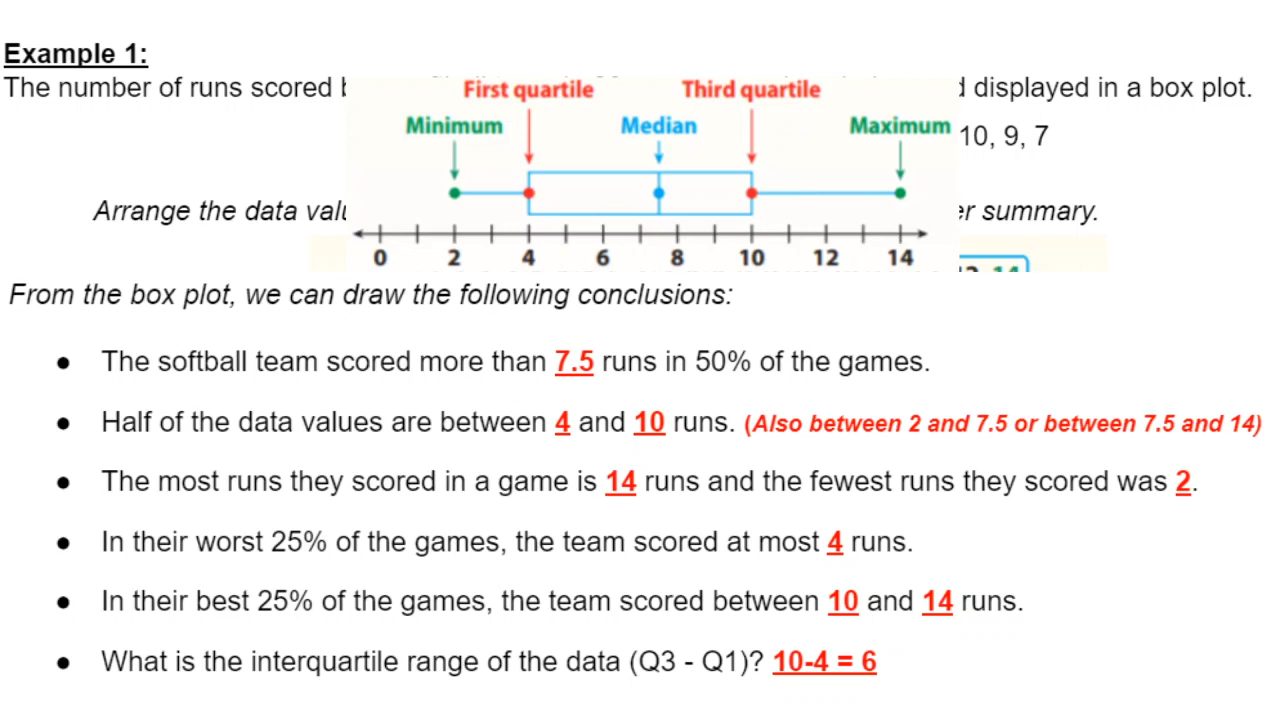 Example 1:
The number of runs scored d displayed in a box plot.
First quartile Third quartile
Minimum Median Maximum
10, 9, 7
Arrange the data er summary.
0 2 4 6 8 10 12 14
From the box plot, we can draw the following conclusions:
● The softball team scored more than 7.5 runs in 50% of the games.
● Half of the data values are between 4 and 10 runs. (Also between 2 and 7.5 or between 7.5 and 14)
● The most runs they scored in a game is 14 runs and the fewest runs they scored was 2.
● In their worst 25% of the games, the team scored at most 4 runs.
● In their best 25% of the games, the team scored between 10 and 14 runs.
● What is the interquartile range of the data (Q3 - Q1)? 10-4 = 6